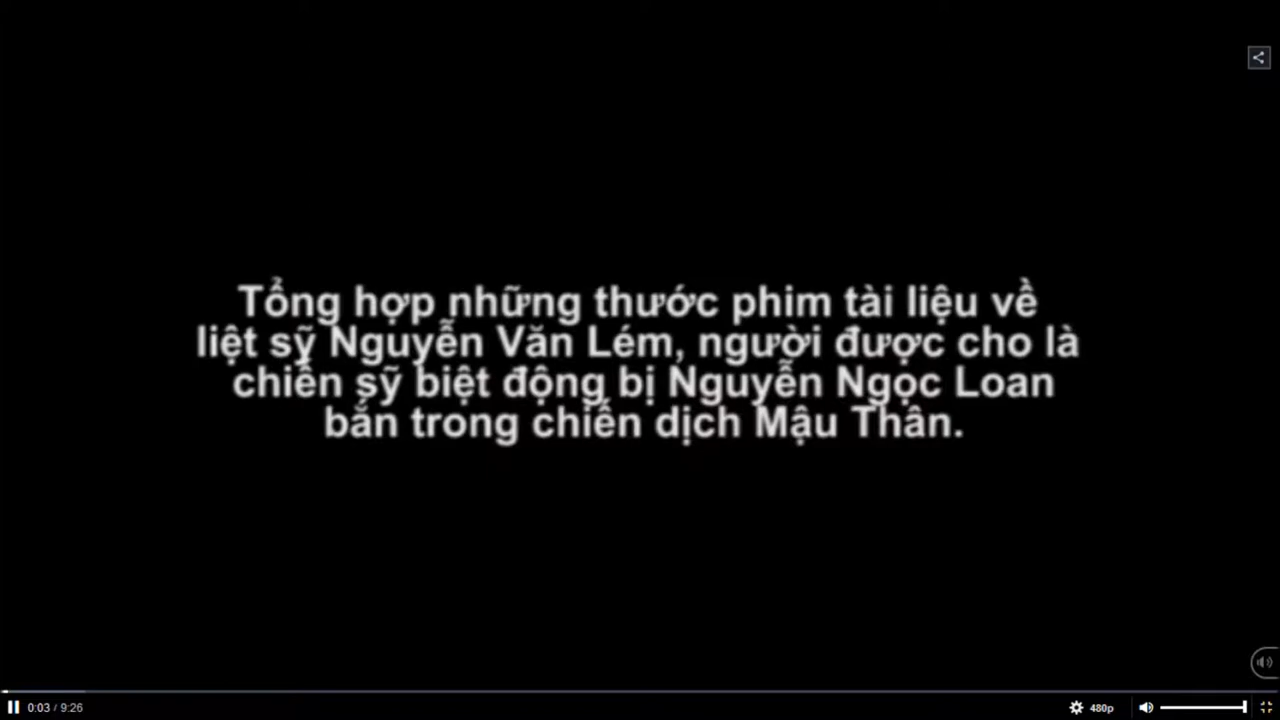 Tổng hợp những thước phim tài liệu về
liệt sỹ Nguyễn Văn Lém, người được cho là
chiến sỹ biệt động bị Nguyễn Ngọc Loan
bắn trong chiến dịch Mậu Thân.
0:03 / 9:26
480p